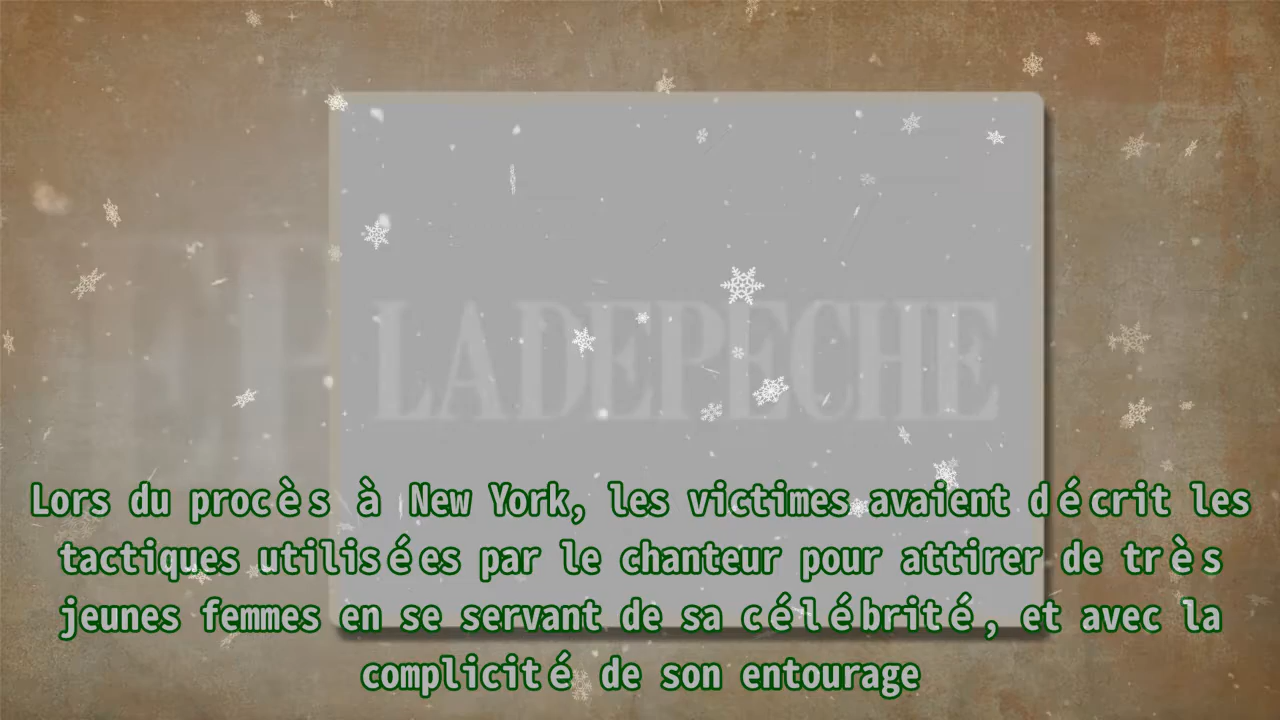 LADEPECHE
Lors du procès à New York, les victimes avaient décrit les
tactiques utilisées par le chanteur pour attirer de très
jeunes femmes en se servant de sa célébrité, et avec la
complicité de son entourage